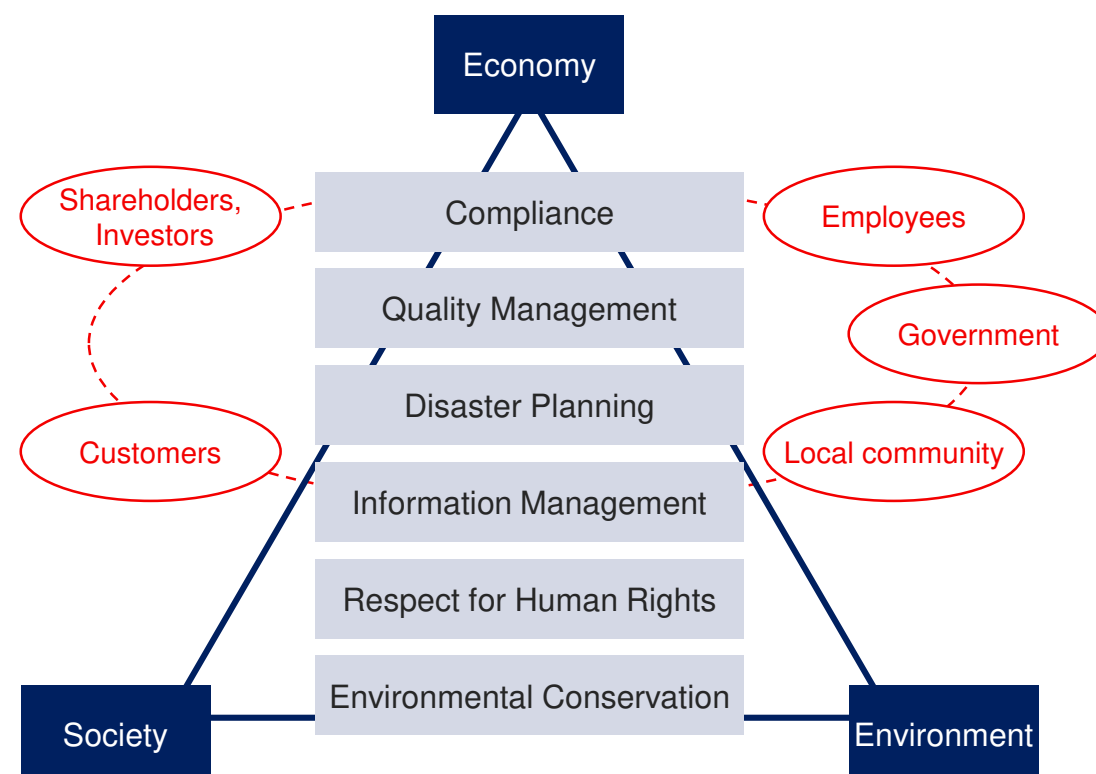 Economy
Shareholders,
Investors
Compliance
Employees
Quality Management
Government
Disaster Planning
Customers
Local community
Information Management
Respect for Human Rights
Environmental Conservation
Society
Environment